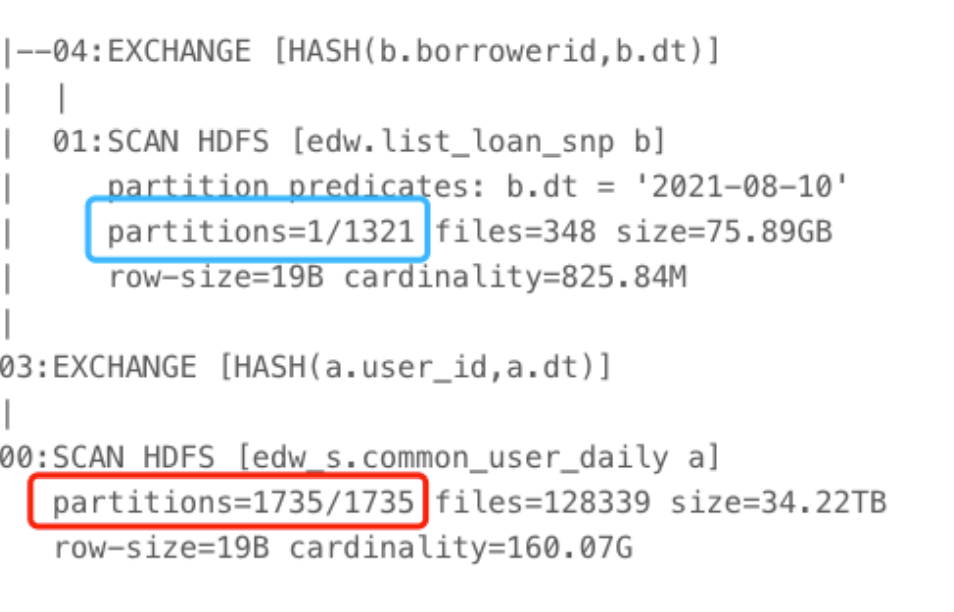 |--04:EXCHANGE [HASH(b.borrowerid,b.dt)]
|  |
|  01:SCAN HDFS [edw.list_loan_snp b]
|     partition predicates: b.dt = '2021-08-10'
|     partitions=1/1321 files=348 size=75.89GB
|     row-size=19B cardinality=825.84M
|
03:EXCHANGE [HASH(a.user_id,a.dt)]
|
00:SCAN HDFS [edw_s.common_user_daily a]
   partitions=1735/1735 files=128339 size=34.22TB
   row-size=19B cardinality=160.07G